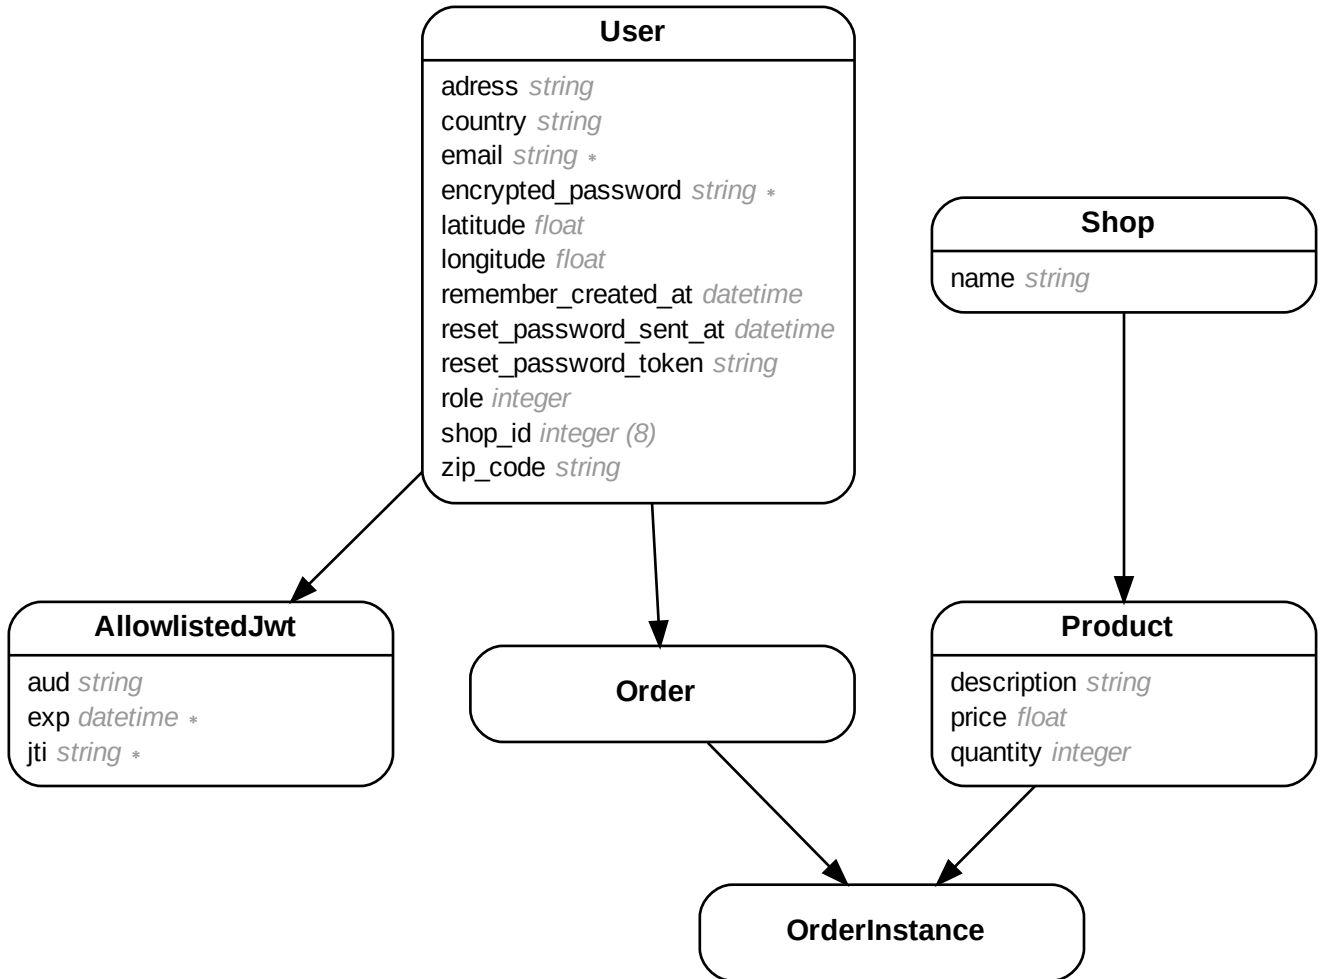 User
adress string
country string
email string *
encrypted_password string *
latitude float
longitude float
remember_created_at datetime
reset_password_sent_at datetime
reset_password_token string
role integer
shop_id integer (8)
zip_code string
Shop
name string
AllowlistedJwt
aud string
exp datetime *
jti string *
Order
Product
description string
price float
quantity integer
OrderInstance